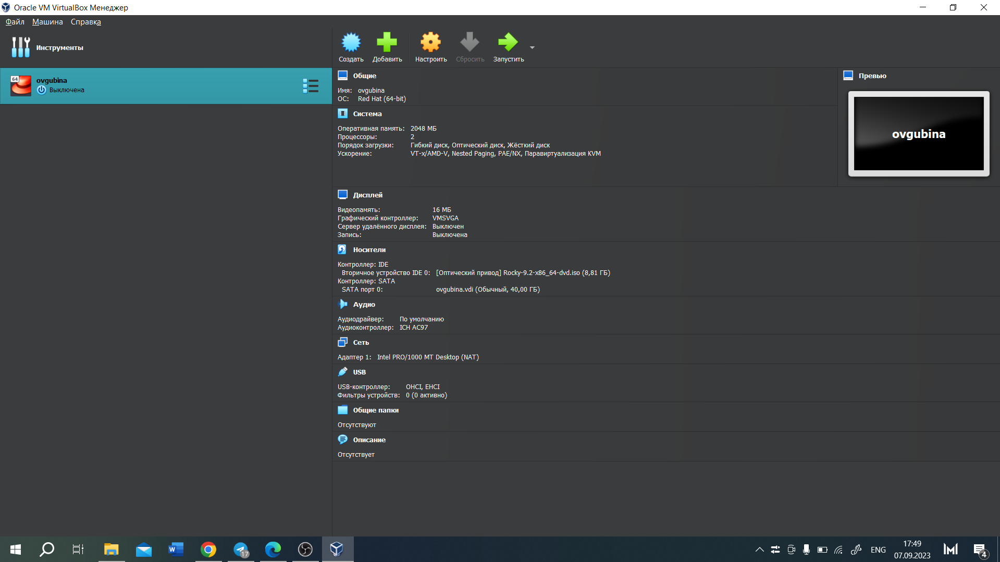 Oracle VM VirtualBox Менеджер
Файл Машина Справка
Инструменты
Создать Добавить Настроить Сбросить Запустить
64
ovgubina
Выключена
Общие
Имя: ovgubina
ОС: Red Hat (64-bit)
Превью
ovgubina
Система
Оперативная память: 2048 МБ
Процессоры: 2
Порядок загрузки: Гибкий диск, Оптический диск, Жёсткий диск
Ускорение: VT-x/AMD-V, Nested Paging, PAE/NX, Паравиртуализация KVM
Дисплей
Видеопамять: 16 МБ
Графический контроллер: VMSVGA
Сервер удалённого дисплея: Выключен
Запись: Выключена
Носители
Контроллер: IDE
Вторичное устройство IDE 0: [Оптический привод] Rocky-9.2-x86_64-dvd.iso (8,81 ГБ)
Контроллер: SATA
SATA порт 0: ovgubina.vdi (Обычный, 40,00 ГБ)
Аудио
Аудиодрайвер: По умолчанию
Аудиоконтроллер: ICH AC97
Сеть
Адаптер 1: Intel PRO/1000 MT Desktop (NAT)
USB
USB-контроллер: OHCI, EHCI
Фильтры устройств: 0 (0 активно)
Общие папки
Отсутствуют
Описание
Отсутствует
W
17
ENG
17:49
07.09.2023
4